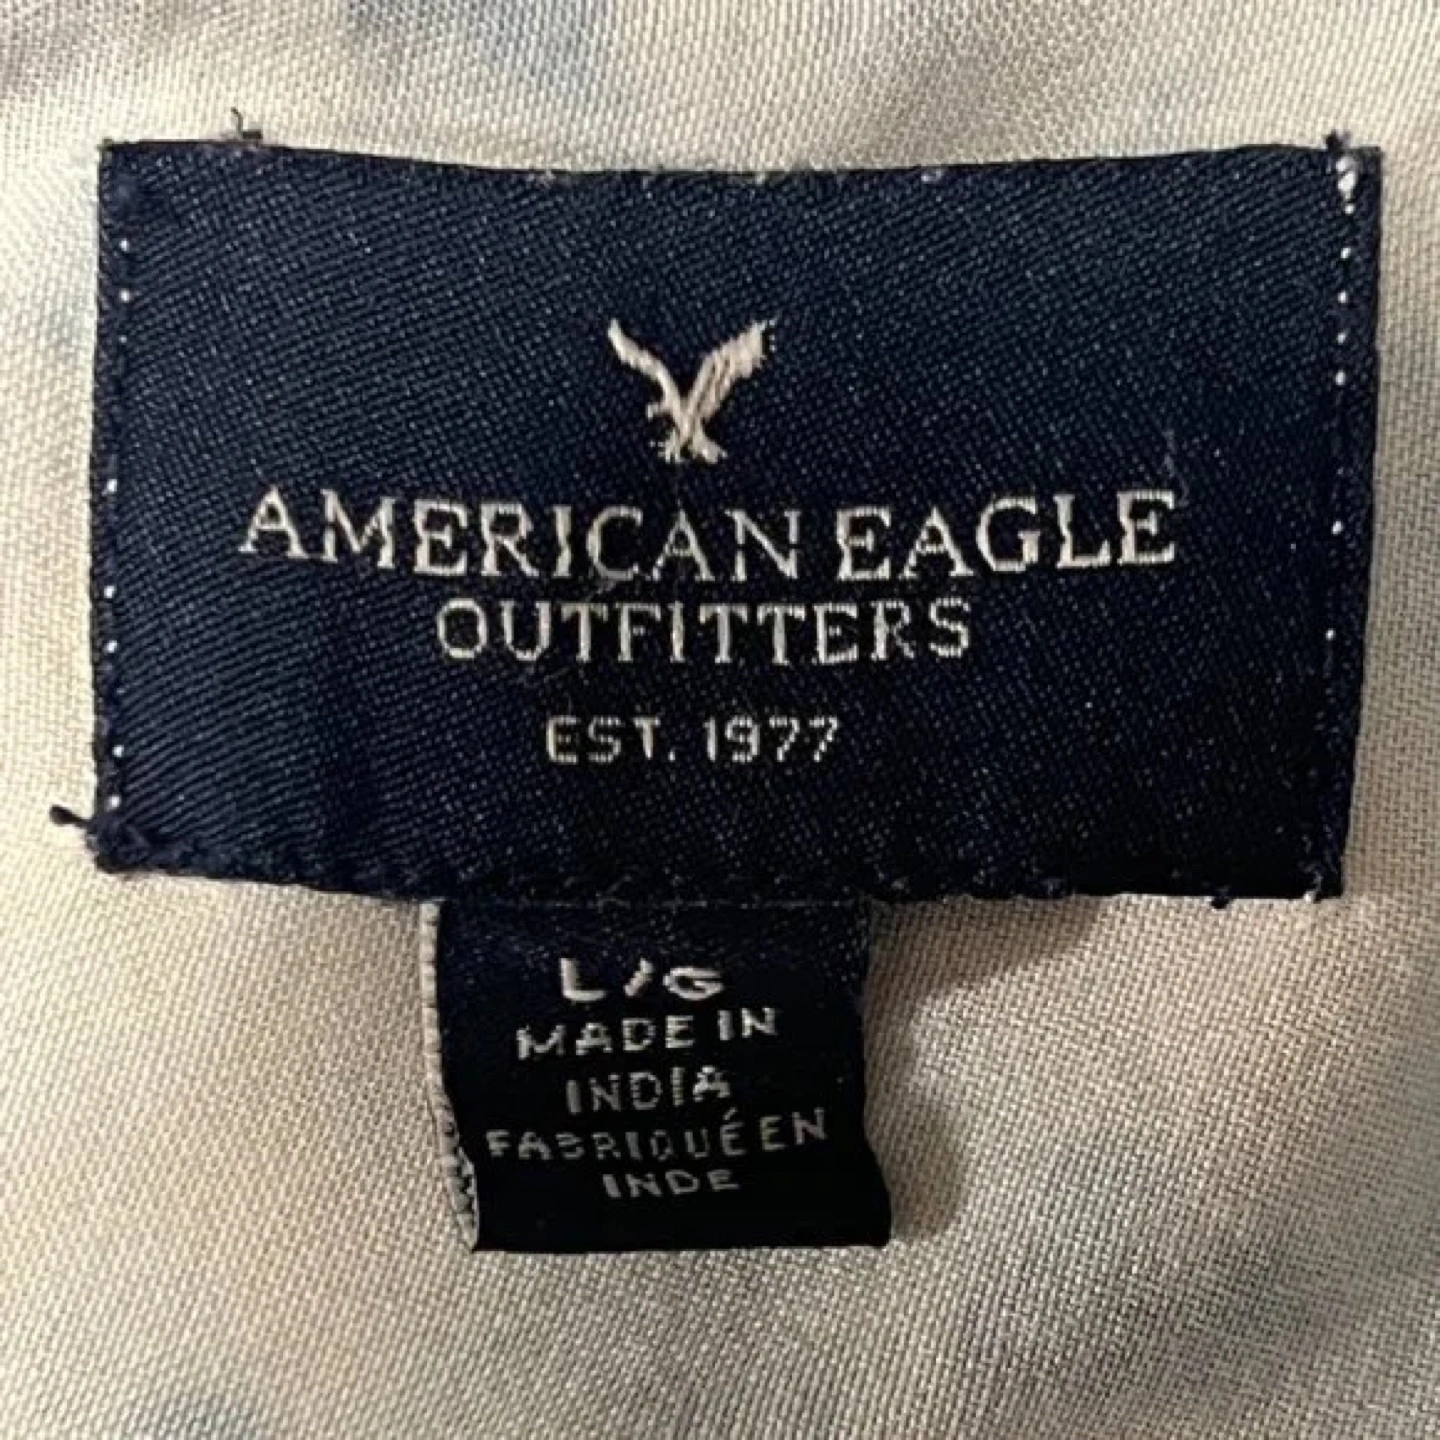 AMERICAN EAGLE
OUTFITTERS
EST. 1977
L/G
MADE IN
INDIA
FABRIQUÉ EN
INDE